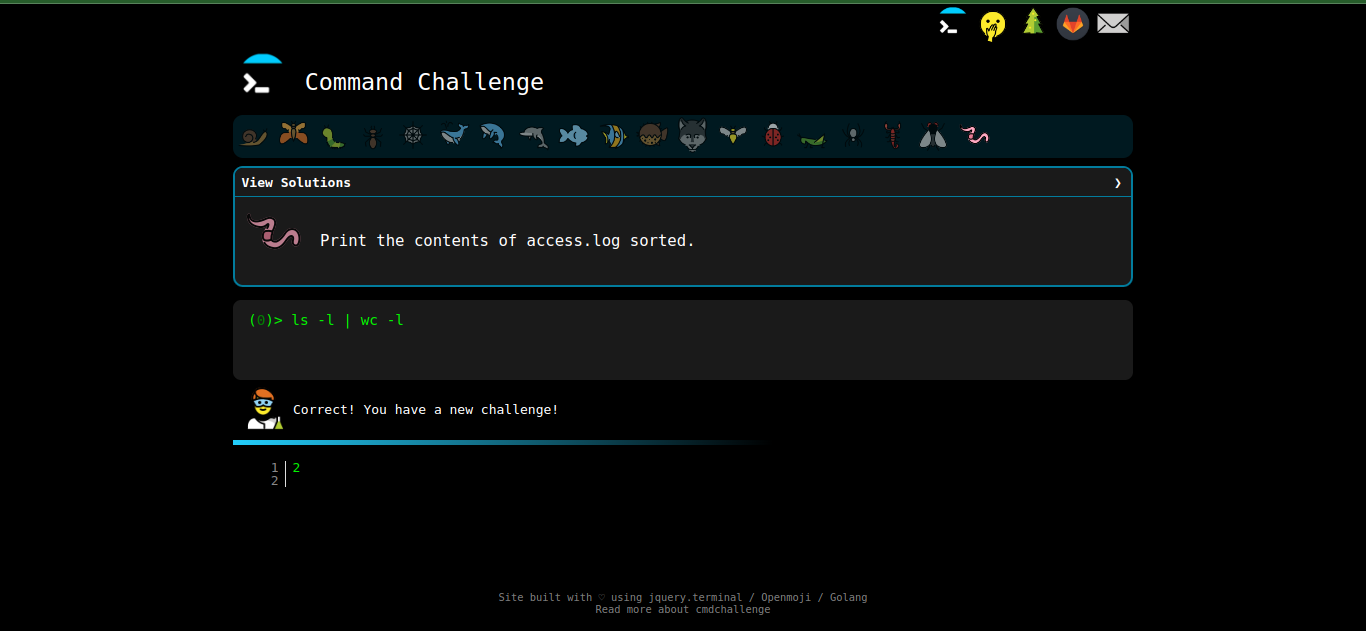 Command Challenge
View Solutions ❯
Print the contents of access.log sorted.
(0)> ls -l | wc -l
Correct! You have a new challenge!
1 2
2
Site built with ♡ using jquery.terminal / Openmoji / Golang
Read more about cmdchallenge